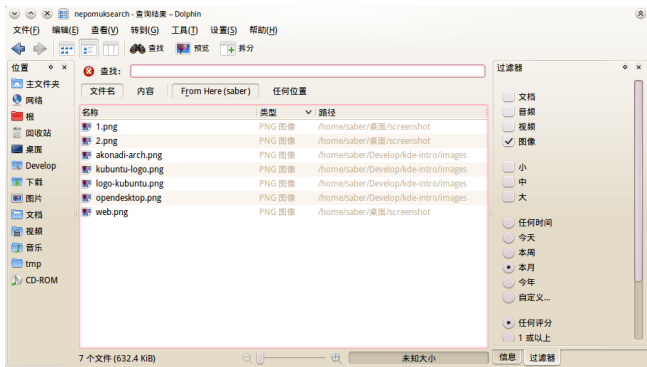 nepomuksearch - 查询结果 – Dolphin
文件(F) 编辑(E) 查看(V) 转到(G) 工具(T) 设置(S) 帮助(H)
查找 预览 拆分
位置
主文件夹
网络
根
回收站
桌面
Develop
下载
图片
文档
视频
音乐
tmp
CD-ROM
查找:
文件名 内容 From Here (saber) 任何位置
名称 类型 路径
1.png PNG 图像 /home/saber/桌面/screenshot
2.png PNG 图像 /home/saber/桌面/screenshot
akonadi-arch.png PNG 图像 /home/saber/Develop/kde-intro/images
kubuntu-logo.png PNG 图像 /home/saber/Develop/kde-intro/images
logo-kubuntu.png PNG 图像 /home/saber/Develop/kde-intro/images
opendesktop.png PNG 图像 /home/saber/Develop/kde-intro/images
web.png PNG 图像 /home/saber/桌面/screenshot
7 个文件 (632.4 KiB) 未知大小
过滤器
文档
音频
视频
图像
小
中
大
任何时间
今天
本周
本月
今年
自定义...
任何评分
1 或以上
信息 过滤器